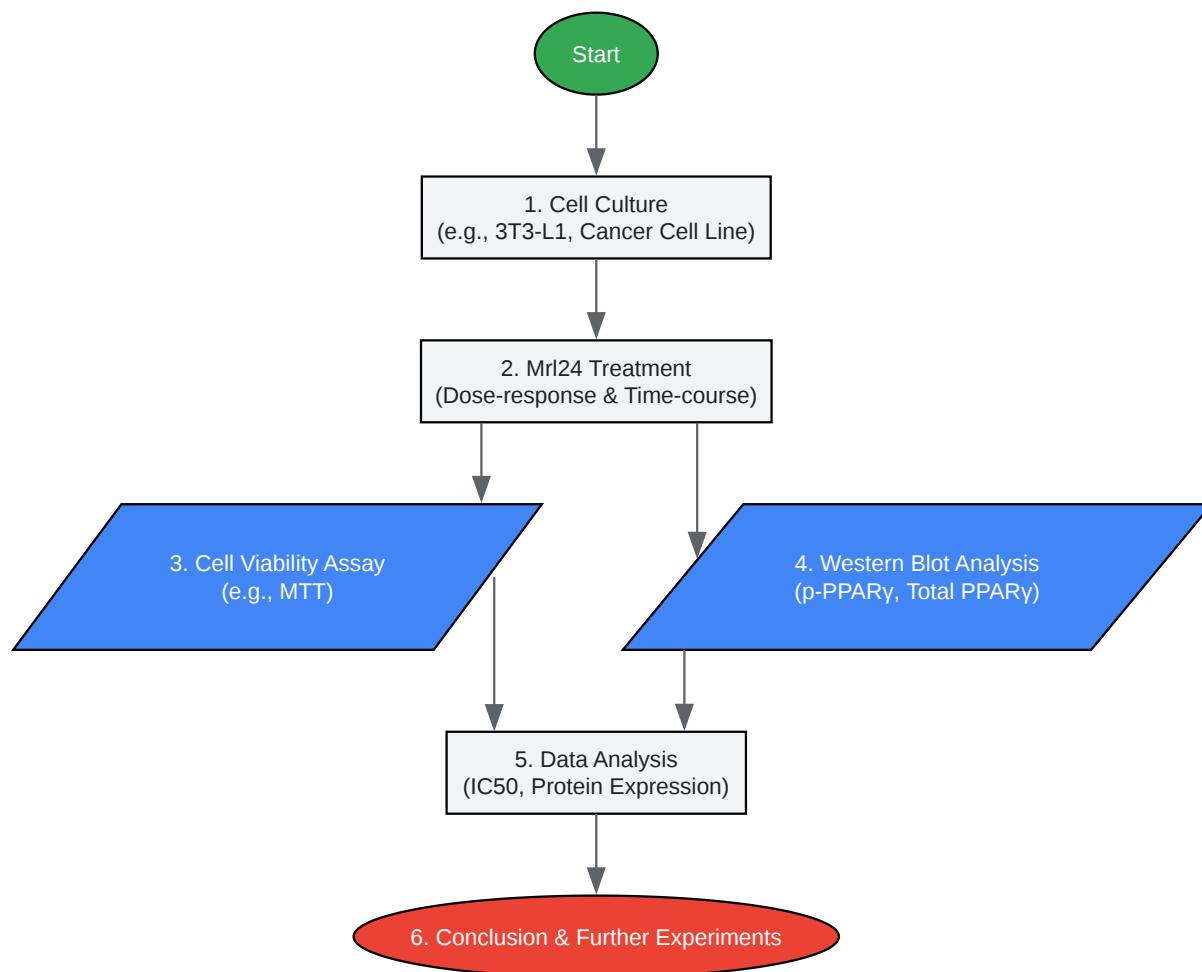 Start
1. Cell Culture
(e.g., 3T3-L1, Cancer Cell Line)
2. Mrl24 Treatment
(Dose-response & Time-course)
3. Cell Viability Assay
(e.g., MTT)
4. Western Blot Analysis
(p-PPARγ, Total PPARγ)
5. Data Analysis
(IC50, Protein Expression)
6. Conclusion & Further Experiments